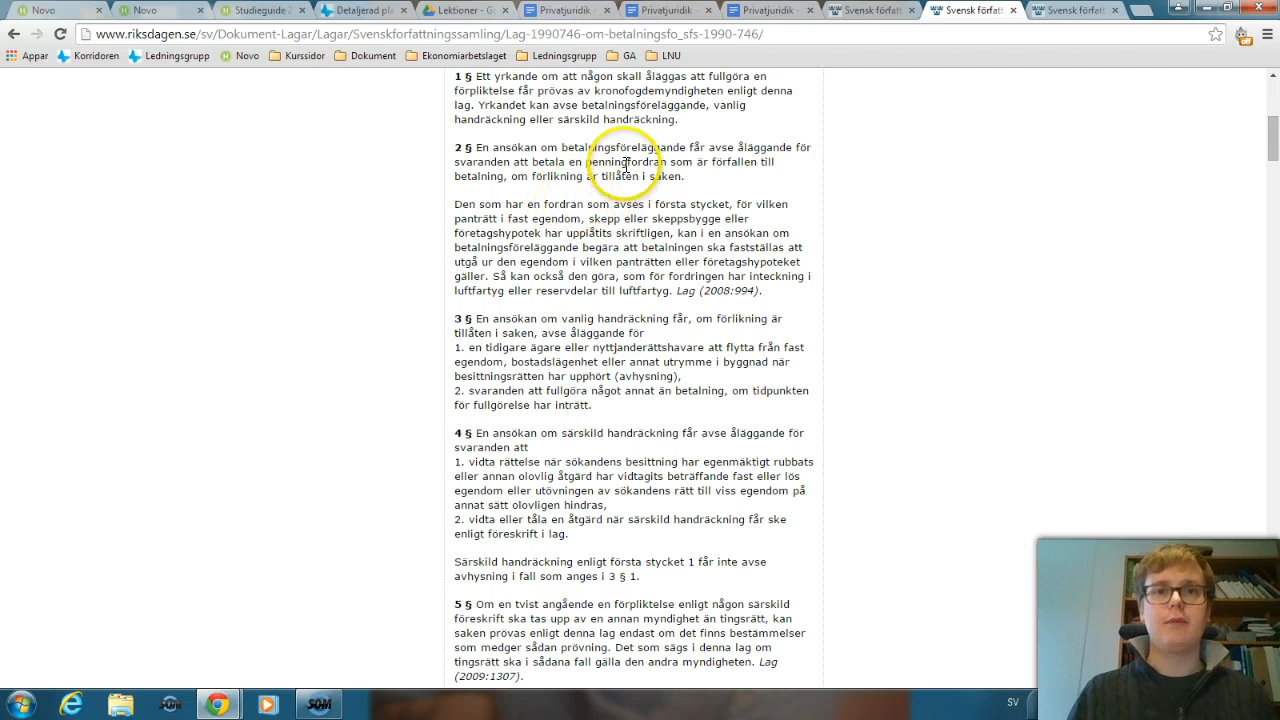 Novo
Novo
Studieguide 2
Detaljerad pla
Lektioner - Go
Privatjuridik -
Privatjuridik -
Privatjuridik -
Svensk författ
Svensk författ
Svensk författ
www.riksdagen.se/sv/Dokument-Lagar/Lagar/Svenskforfattningssamling/Lag-1990746-om-betalningsfo_sfs-1990-746/
Appar
Korridoren
Ledningsgrupp
Novo
Kurssidor
Dokument
Ekonomiarbetslaget
Ledningsgrupp
GA
LNU
1 § Ett yrkande om att någon skall åläggas att fullgöra en
förpliktelse får prövas av kronofogdemyndigheten enligt denna
lag. Yrkandet kan avse betalningsföreläggande, vanlig
handräckning eller särskild handräckning.
2 § En ansökan om betalningsföreläggande får avse åläggande för
svaranden att betala en penningfordran som är förfallen till
betalning, om förlikning är tillåten i saken.
Den som har en fordran som avses i första stycket, för vilken
panträtt i fast egendom, skepp eller skeppsbygge eller
företagshypotek har upplåtits skriftligen, kan i en ansökan om
betalningsföreläggande begära att betalningen ska fastställas att
utgå ur den egendom i vilken panträtten eller företagshypoteket
gäller. Så kan också den göra, som för fordringen har inteckning i
luftfartyg eller reservdelar till luftfartyg. Lag (2008:994).
3 § En ansökan om vanlig handräckning får, om förlikning är
tillåten i saken, avse åläggande för
1. en tidigare ägare eller nyttjanderättshavare att flytta från fast
egendom, bostadslägenhet eller annat utrymme i byggnad när
besittningsrätten har upphört (avhysning),
2. svaranden att fullgöra något annat än betalning, om tidpunkten
för fullgörelse har inträtt.
4 § En ansökan om särskild handräckning får avse åläggande för
svaranden att
1. vidta rättelse när sökandens besittning har egenmäktigt rubbats
eller annan olovlig åtgärd har vidtagits beträffande fast eller lös
egendom eller utövningen av sökandens rätt till viss egendom på
annat sätt olovligen hindras,
2. vidta eller tåla en åtgärd när särskild handräckning får ske
enligt föreskrift i lag.
Särskild handräckning enligt första stycket 1 får inte avse
avhysning i fall som anges i 3 § 1.
5 § Om en tvist angående en förpliktelse enligt någon särskild
föreskrift ska tas upp av en annan myndighet än tingsrätt, kan
saken prövas enligt denna lag endast om det finns bestämmelser
som medger sådan prövning. Det som sägs i denna lag om
tingsrätt ska i sådana fall gälla den andra myndigheten. Lag
(2009:1307).
SOM
SOM
SV